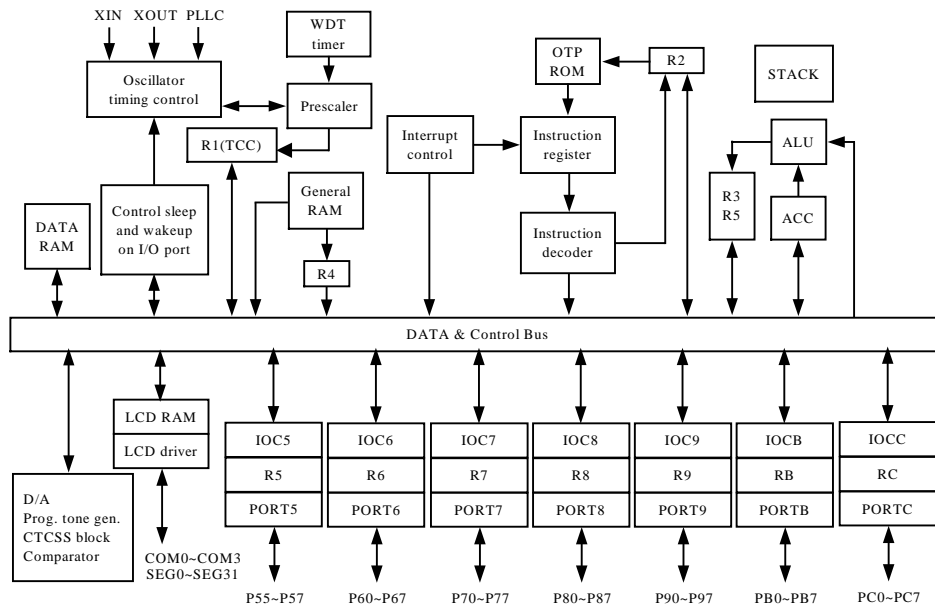 XIN XOUT PLLC
WDT
timer
Oscillator
timing control
Prescaler
R1(TCC)
OTP
ROM
R2
STACK
Interrupt
control
Instruction
register
ALU
DATA
RAM
Control sleep
and wakeup
on I/O port
General
RAM
R4
Instruction
decoder
R3
R5
ACC
DATA & Control Bus
LCD RAM
LCD driver
D/A
Prog. tone gen.
CTCSS block
Comparator
COM0~COM3
SEG0~SEG31
IOC5
R5
PORT5
P55~P57
IOC6
R6
PORT6
P60~P67
IOC7
R7
PORT7
P70~P77
IOC8
R8
PORT8
P80~P87
IOC9
R9
PORT9
P90~P97
IOCB
RB
PORTB
PB0~PB7
IOCC
RC
PORTC
PC0~PC7